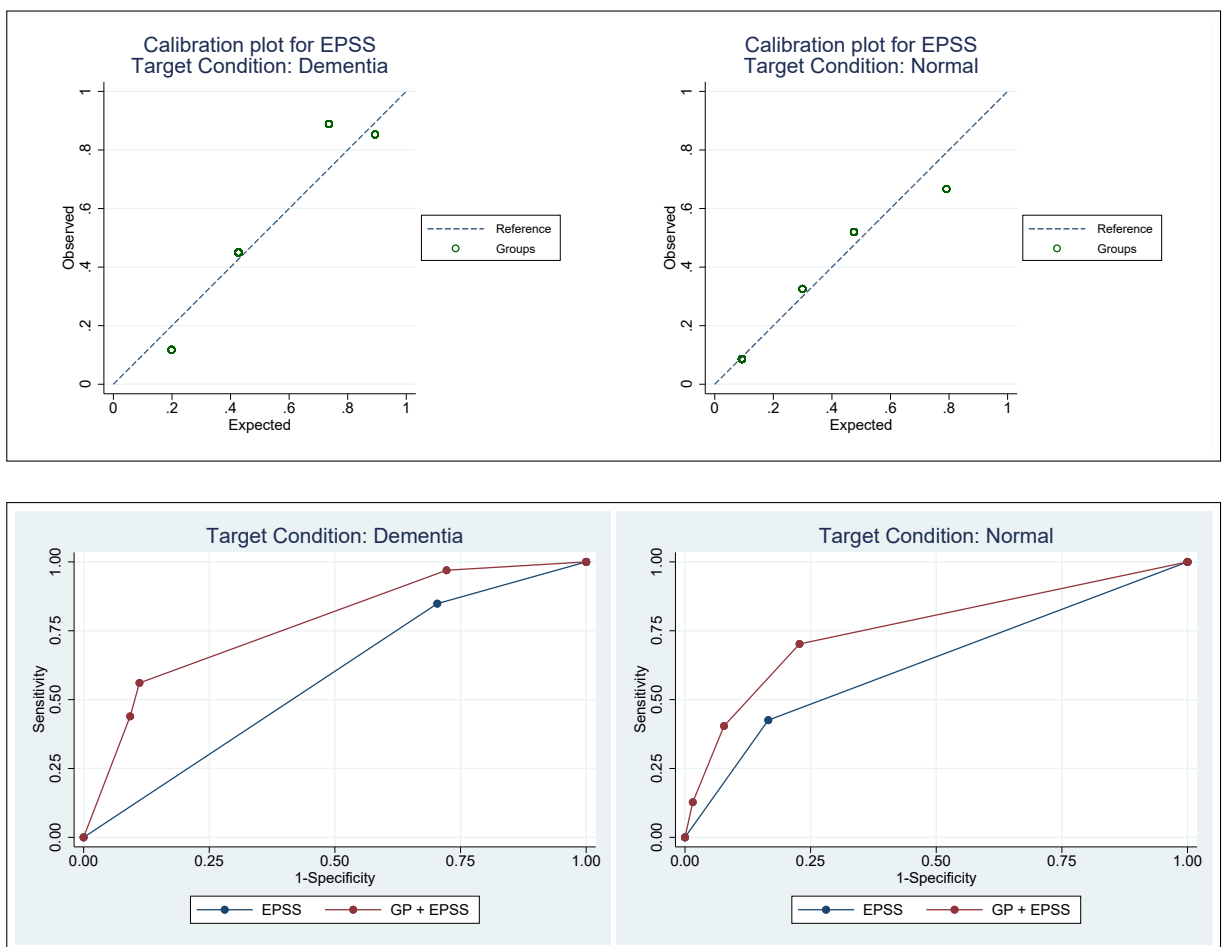 Calibration plot for EPSS
Target Condition: Dementia
1
.8
.6
.4
.2
0
Observed
0 .2 .4 .6 .8 1
Expected
Reference
Groups
Calibration plot for EPSS
Target Condition: Normal
1
.8
.6
.4
.2
0
Observed
0 .2 .4 .6 .8 1
Expected
Reference
Groups
Target Condition: Dementia
1.00
0.75
0.50
0.25
0.00
Sensitivity
0.00 0.25 0.50 0.75 1.00
1-Specificity
EPSS GP + EPSS
Target Condition: Normal
1.00
0.75
0.50
0.25
0.00
Sensitivity
0.00 0.25 0.50 0.75 1.00
1-Specificity
EPSS GP + EPSS